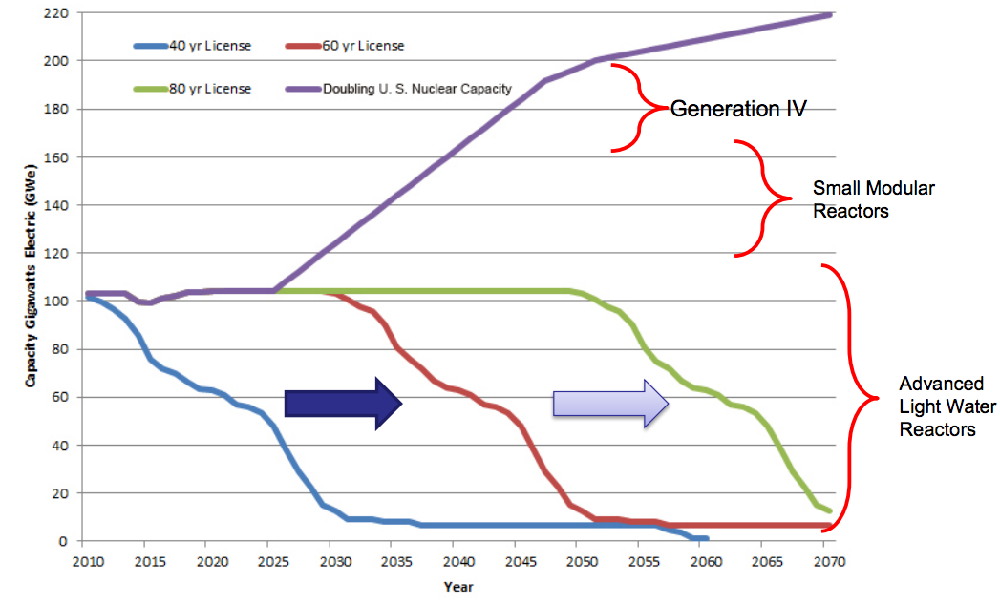 220
200
180
160
140
120
100
80
60
40
20
0
Capacity Gigawatts Electric (GWe)
40 yr License
60 yr License
80 yr License
Doubling U. S. Nuclear Capacity
Generation IV
Small Modular
Reactors
Advanced
Light Water
Reactors
2010 2015 2020 2025 2030 2035 2040 2045 2050 2055 2060 2065 2070
Year